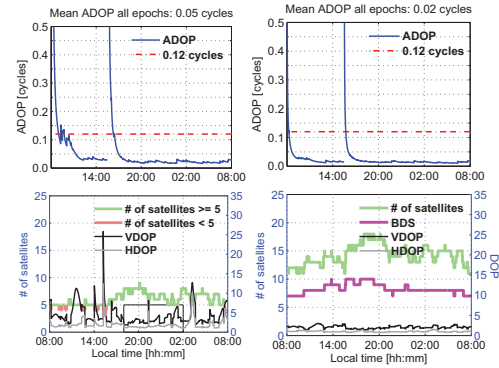 Mean ADOP all epochs: 0.05 cycles
ADOP
0.12 cycles
ADOP [cycles]
0.5
0.4
0.3
0.2
0.1
0.0
14:00 20:00 02:00 08:00
Mean ADOP all epochs: 0.02 cycles
ADOP
0.12 cycles
ADOP [cycles]
0.5
0.4
0.3
0.2
0.1
0.0
14:00 20:00 02:00 08:00
# of satellites >= 5
# of satellites < 5
VDOP
HDOP
# of satellites
25
20
15
10
5
0
35
30
25
20
15
10
5
0
08:00 14:00 20:00 02:00 08:00
Local time [hh:mm]
# of satellites
BDS
VDOP
HDOP
# of satellites
25
20
15
10
5
0
35
30
25
20
15
10
5
0
DOP
08:00 14:00 20:00 02:00 08:00
Local time [hh:mm]